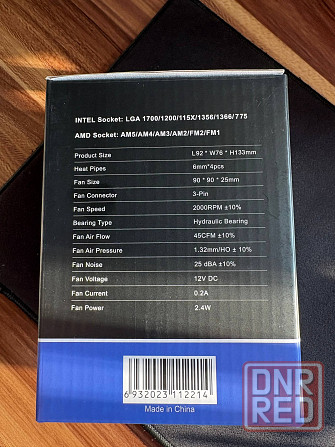 INTEL Socket: LGA 1700/1200/115X/1356/1366/775
AMD Socket: AM5/AM4/AM3/AM2/FM2/FM1
Product Size L92 * W76 * H133mm
Heat Pipes 6mm*4pcs
Fan Size 90 * 90 * 25mm
Fan Connector 3-Pin
Fan Speed 2000RPM ±10%
Bearing Type Hydraulic Bearing
Fan Air Flow 45CFM ±10%
Fan Air Pressure 1.32mm/HO ± 10%
Fan Noise 25 dBA ±10%
Fan Voltage 12V DC
Fan Current 0.2A
Fan Power 2.4W
6 932023 112214
Made in China
DNR
RED